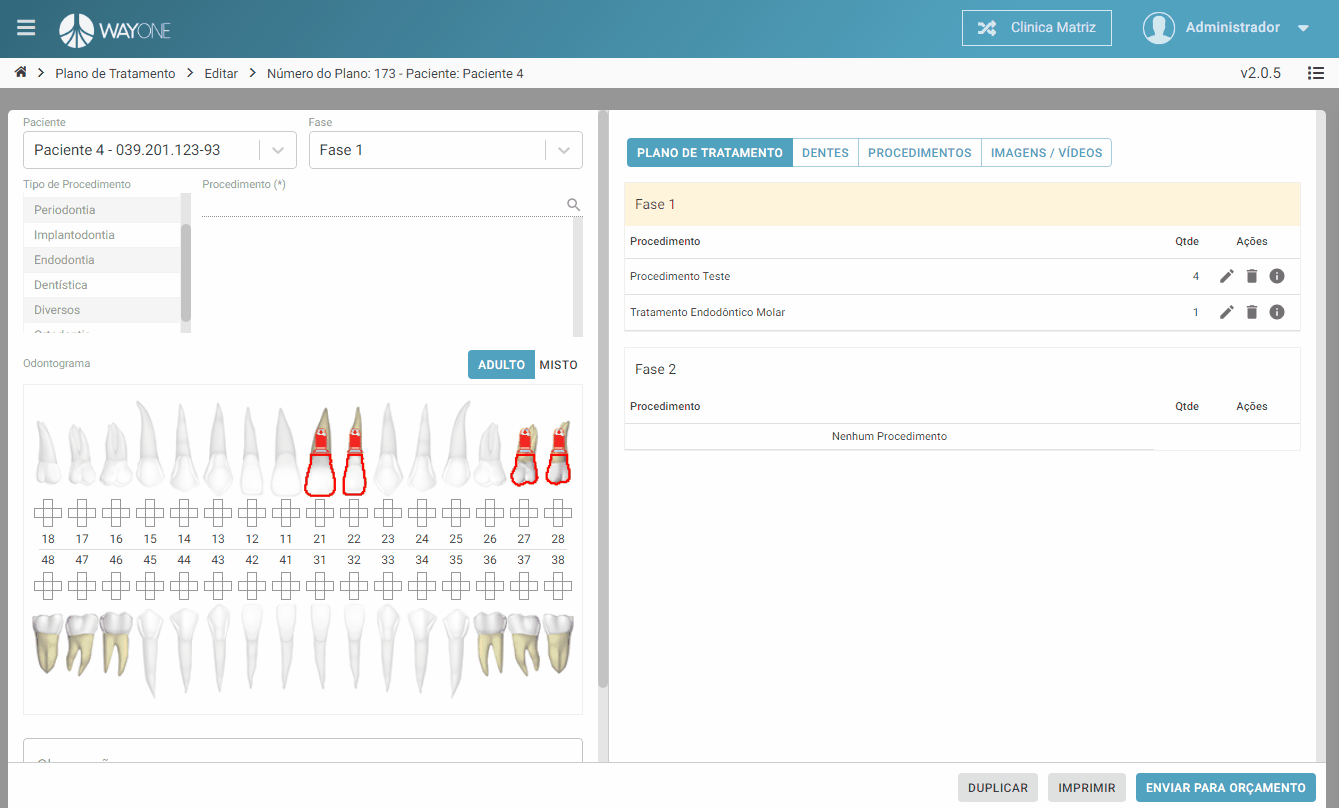 WAYONE
Clinica Matriz
Administrador
Plano de Tratamento
Editar
Número do Plano: 173 - Paciente: Paciente 4
v2.0.5
Paciente
Fase
Paciente 4 - 039.201.123-93
Fase 1
Tipo de Procedimento
Procedimento (*)
Periodontia
Implantodontia
Endodontia
Dentística
Diversos
Odontograma
ADULTO
MISTO
18 17 16 15 14 13 12 11 21 22 23 24 25 26 27 28
48 47 46 45 44 43 42 41 31 32 33 34 35 36 37 38
PLANO DE TRATAMENTO
DENTES
PROCEDIMENTOS
IMAGENS / VÍDEOS
Fase 1
Procedimento Qtde Ações
Procedimento Teste 4
Tratamento Endodôntico Molar 1
Fase 2
Procedimento Qtde Ações
Nenhum Procedimento
DUPLICAR
IMPRIMIR
ENVIAR PARA ORÇAMENTO